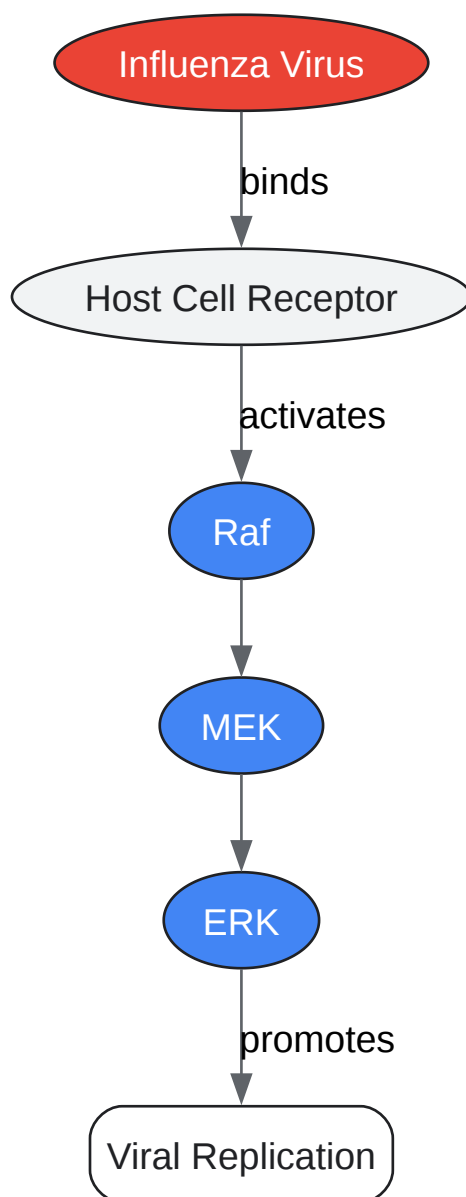 Influenza Virus
binds
Host Cell Receptor
activates
Raf
MEK
ERK
promotes
Viral Replication